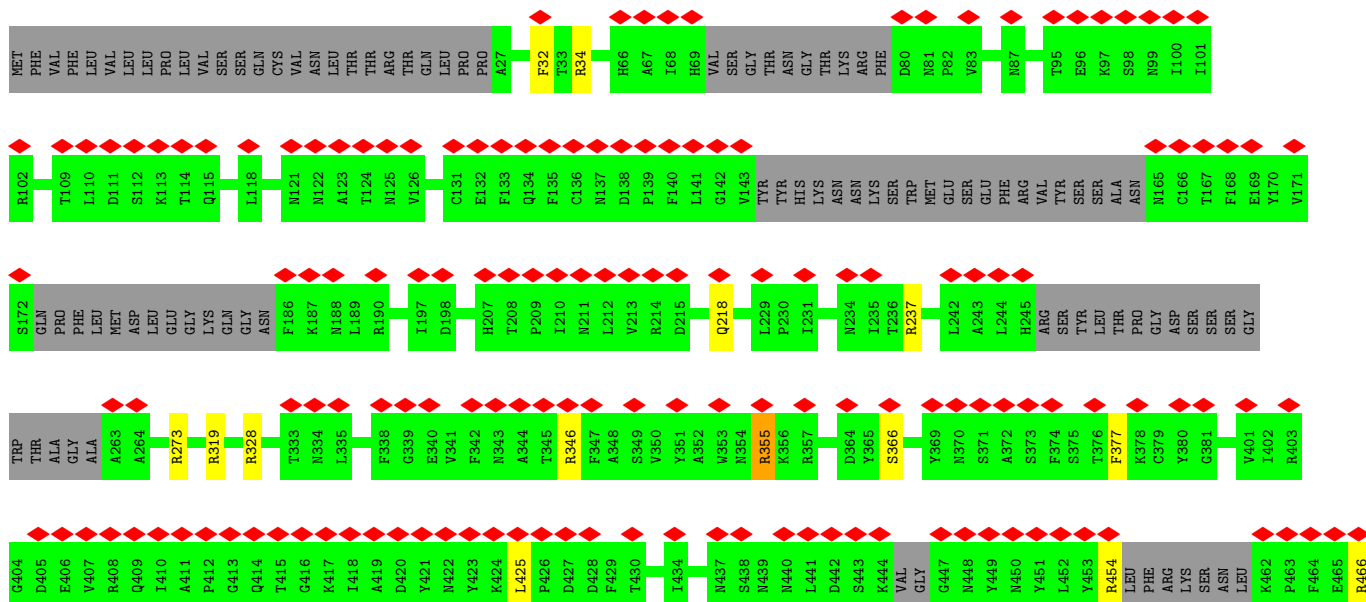 MET PHE VAL PHE LEU VAL LEU LEU PRO LEU VAL SER SER GLN CYS VAL ASN LEU THR THR ARG THR GLN LEU PRO PRO A27 F32 T33 R34 H66 A67 I68 H69 VAL SER GLY THR ASN GLY THR LYS ARG PHE D80 N81 P82 V83 N87 T95 E96 K97 S98 N99 I100 I101
R102 T109 L110 D111 S112 K113 T114 Q115 L118 N121 N122 A123 T124 N125 V126 C131 E132 F133 Q134 F135 C136 N137 D138 P139 F140 L141 G142 V143 TYR TYR HIS LYS ASN ASN LYS SER TRP MET GLU SER GLU PHE ARG VAL TYR SER SER ALA ASN N165 C166 T167 F168 E169 Y170 V171
S172 GLN PRO PHE LEU MET ASP LEU GLU GLY LYS GLN GLY ASN F186 K187 N188 L189 R190 I197 D198 H207 T208 P209 I210 N211 L212 V213 R214 D215 Q218 L229 P230 I231 N234 I235 T236 R237 L242 A243 L244 H245 ARG SER TYR LEU THR PRO GLY ASP SER SER SER GLY
TRP THR ALA GLY ALA A263 A264 R273 R319 R328 T333 N334 L335 F338 G339 E340 V341 F342 N343 A344 T345 R346 F347 A348 S349 V350 Y351 A352 W353 N354 R355 K356 R357 D364 Y365 S366 Y369 N370 S371 A372 S373 F374 S375 T376 F377 K378 C379 Y380 G381 V401 I402 R403
G404 D405 E406 V407 R408 Q409 I410 A411 P412 G413 Q414 T415 G416 K417 I418 A419 D420 Y421 N422 Y423 K424 L425 P426 D427 D428 F429 T430 I434 N437 S438 N439 N440 L441 D442 S443 K444 VAL GLY G447 N448 Y449 N450 Y451 L452 Y453 R454 LEU PHE ARG LYS SER ASN LEU K462 P463 F464 E465 R466